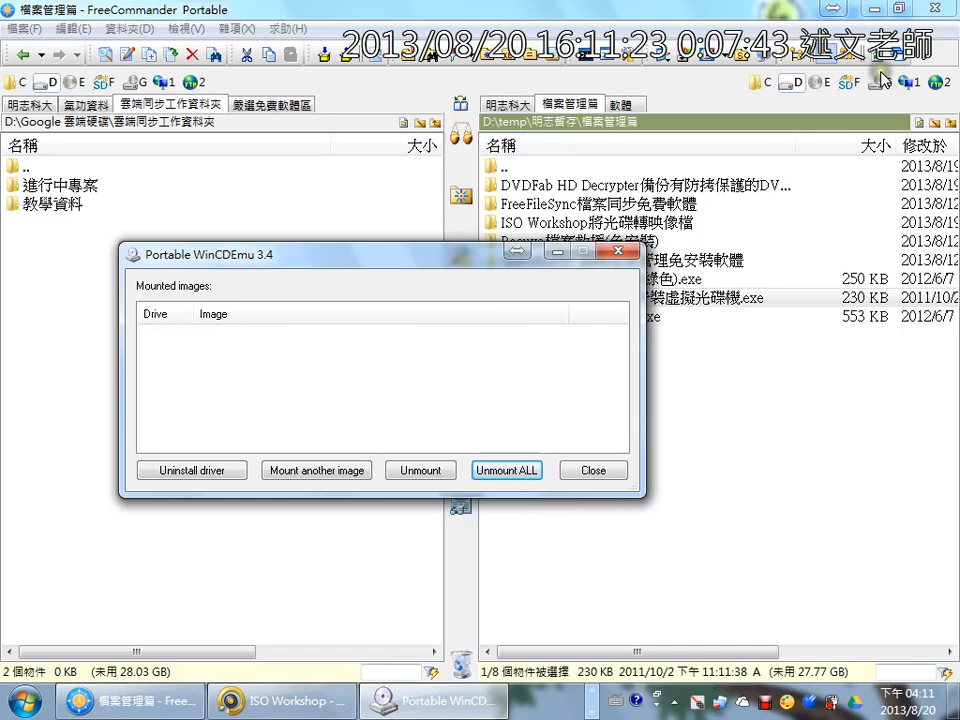 檔案管理篇 - FreeCommander Portable
檔案(F) 編輯(E) 資料夾(D) 檢視(V) 雜項(X) 求助(H)
2013/08/20 16:11:23 0:07:43 述文老師
C D E F G 1 2
C D E F 1 2
明志科大 氣功資料 雲端同步工作資料夾 嚴選免費軟體區
明志科大 檔案管理篇 軟體
D:\Google 雲端硬碟\雲端同步工作資料夾
D:\temp\明志暫存\檔案管理篇
名稱 大小
名稱 大小 修改於
..
進行中專案
教學資料
.. 2013/8/19
DVDFab HD Decrypter備份有防拷保護的DV... 2013/8/19
FreeFileSync檔案同步免費軟體 2013/8/12
ISO Workshop將光碟轉映像檔 2013/8/12
2013/8/12
管理免安裝軟體 2013/8/12
綠色).exe 250 KB 2012/6/7
裝虛擬光碟機.exe 230 KB 2011/10/2
.exe 553 KB 2012/6/7
Portable WinCDEmu 3.4
Mounted images:
Drive Image
Uninstall driver Mount another image Unmount Unmount ALL Close
2 個物件 0 KB (未用 28.03 GB)
1/8 個物件被選擇 230 KB 2011/10/2 下午 11:11:38 A (未用 27.77 GB)
檔案管理篇 - Free... ISO Workshop - ... Portable WinCD...
下午 04:11
2013/8/20